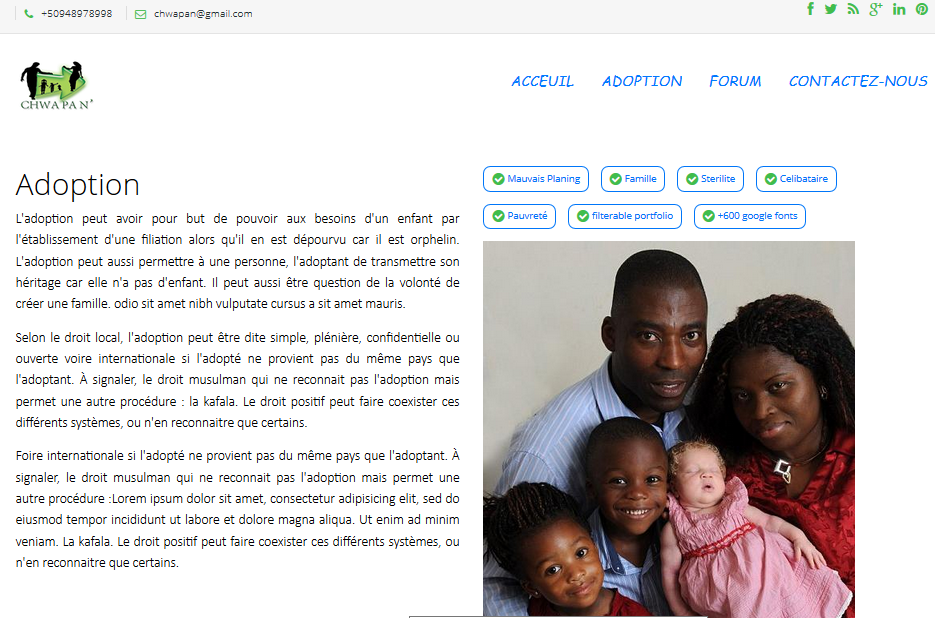 +50948978998
chwapan@gmail.com
CHWAPAN'
ACCEUIL ADOPTION FORUM CONTACTEZ-NOUS
Adoption
L'adoption peut avoir pour but de pouvoir aux besoins d'un enfant par
l'établissement d'une filiation alors qu'il en est dépourvu car il est orphelin.
L'adoption peut aussi permettre à une personne, l'adoptant de transmettre son
héritage car elle n'a pas d'enfant. Il peut aussi être question de la volonté de
créer une famille. odio sit amet nibh vulputate cursus a sit amet mauris.
Selon le droit local, l'adoption peut être dite simple, plénière, confidentielle ou
ouverte voire internationale si l'adopté ne provient pas du même pays que
l'adoptant. À signaler, le droit musulman qui ne reconnait pas l'adoption mais
permet une autre procédure : la kafala. Le droit positif peut faire coexister ces
différents systèmes, ou n'en reconnaitre que certains.
Foire internationale si l'adopté ne provient pas du même pays que l'adoptant. À
signaler, le droit musulman qui ne reconnait pas l'adoption mais permet une
autre procédure :Lorem ipsum dolor sit amet, consectetur adipisicing elit, sed do
eiusmod tempor incididunt ut labore et dolore magna aliqua. Ut enim ad minim
veniam. La kafala. Le droit positif peut faire coexister ces différents systèmes, ou
n'en reconnaitre que certains.
Mauvais Planing Famille Sterilite Celibataire
Pauvreté filterable portfolio +600 google fonts